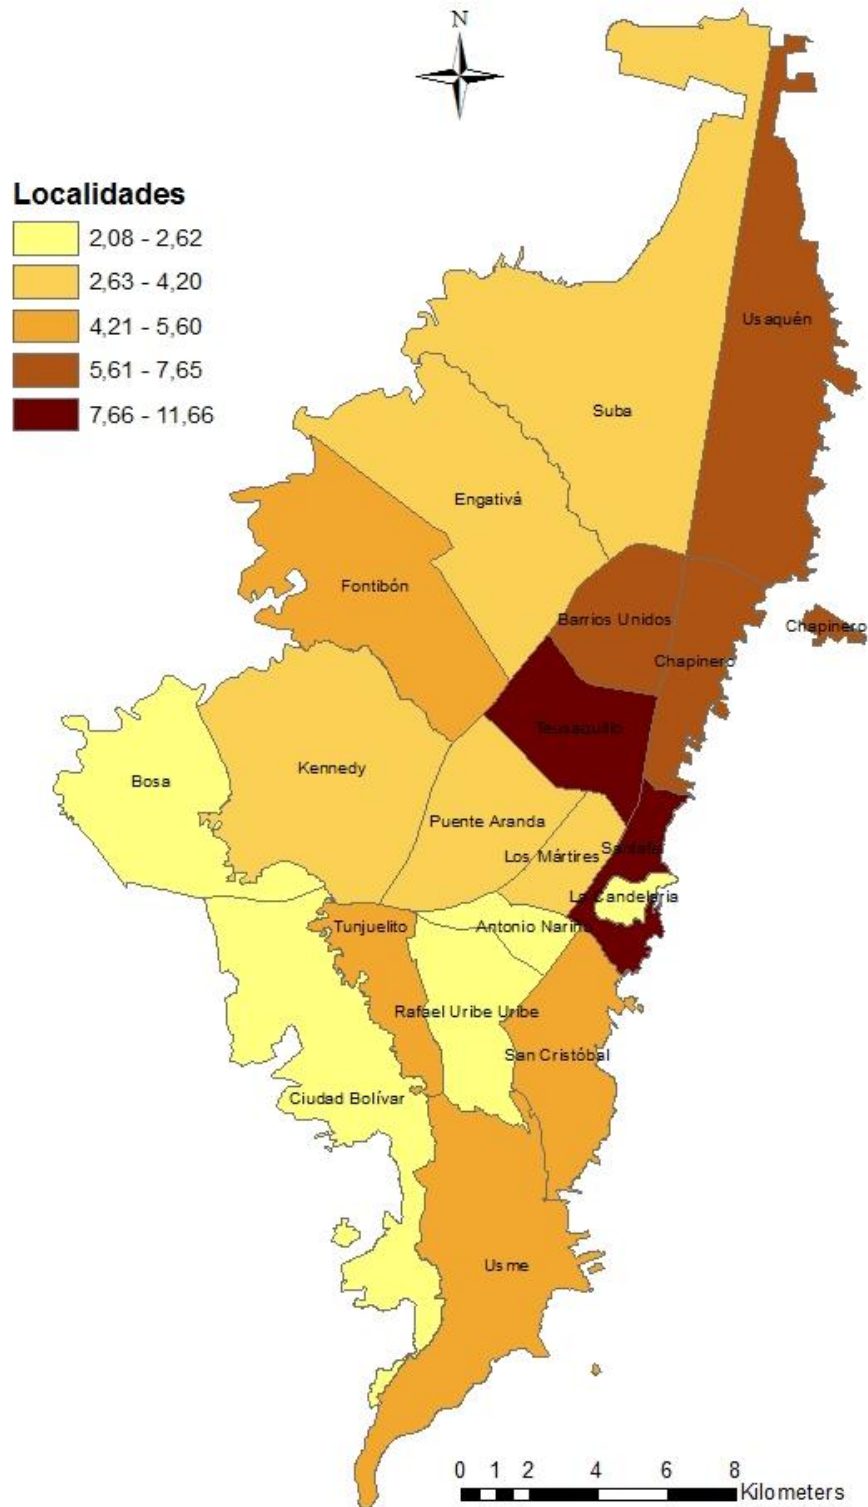 N
Localidades
2,08 - 2,62
2,63 - 4,20
4,21 - 5,60
5,61 - 7,65
7,66 - 11,66
Usaquén
Suba
Engativá
Fontibón
Barrios Unidos
Chapinero
Chapinero
Teusaquillo
Bosa
Kennedy
Puente Aranda
Los Mártires
Santafe
La Candelaria
Tunjuelito
Antonio Nariño
Rafael Uribe Uribe
San Cristóbal
Ciudad Bolívar
Usme
0 1 2 4 6 8
Kilometers